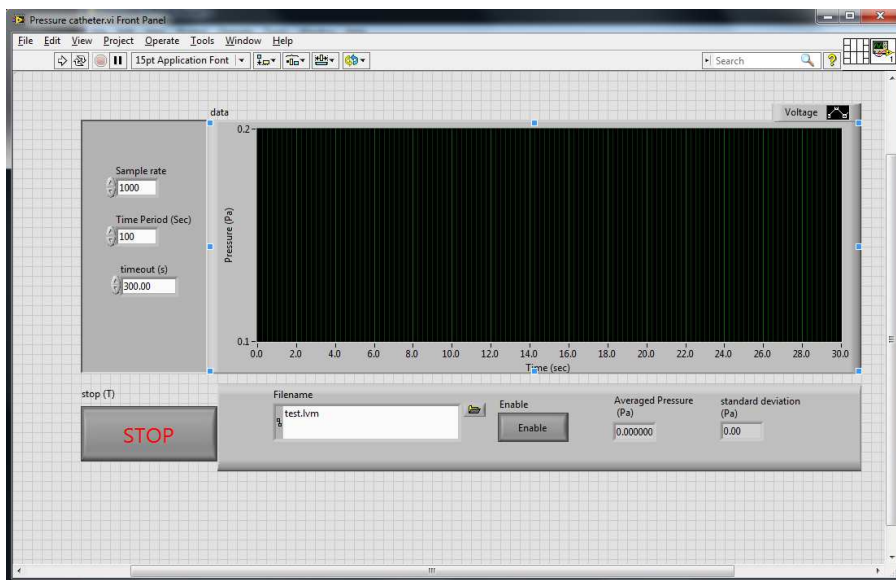 Pressure catheter.vi Front Panel
File Edit View Project Operate Tools Window Help
15pt Application Font
Search
?
1
data
Voltage
0.2
Sample rate
1000
Time Period (Sec)
100
Pressure (Pa)
timeout (s)
300.00
0.1
0.0 2.0 4.0 6.0 8.0 10.0 12.0 14.0 16.0 18.0 20.0 22.0 24.0 26.0 28.0 30.0
Time (sec)
stop (T)
STOP
Filename
test.lvm
Enable
Enable
Averaged Pressure
(Pa)
0.000000
standard deviation
(Pa)
0.00